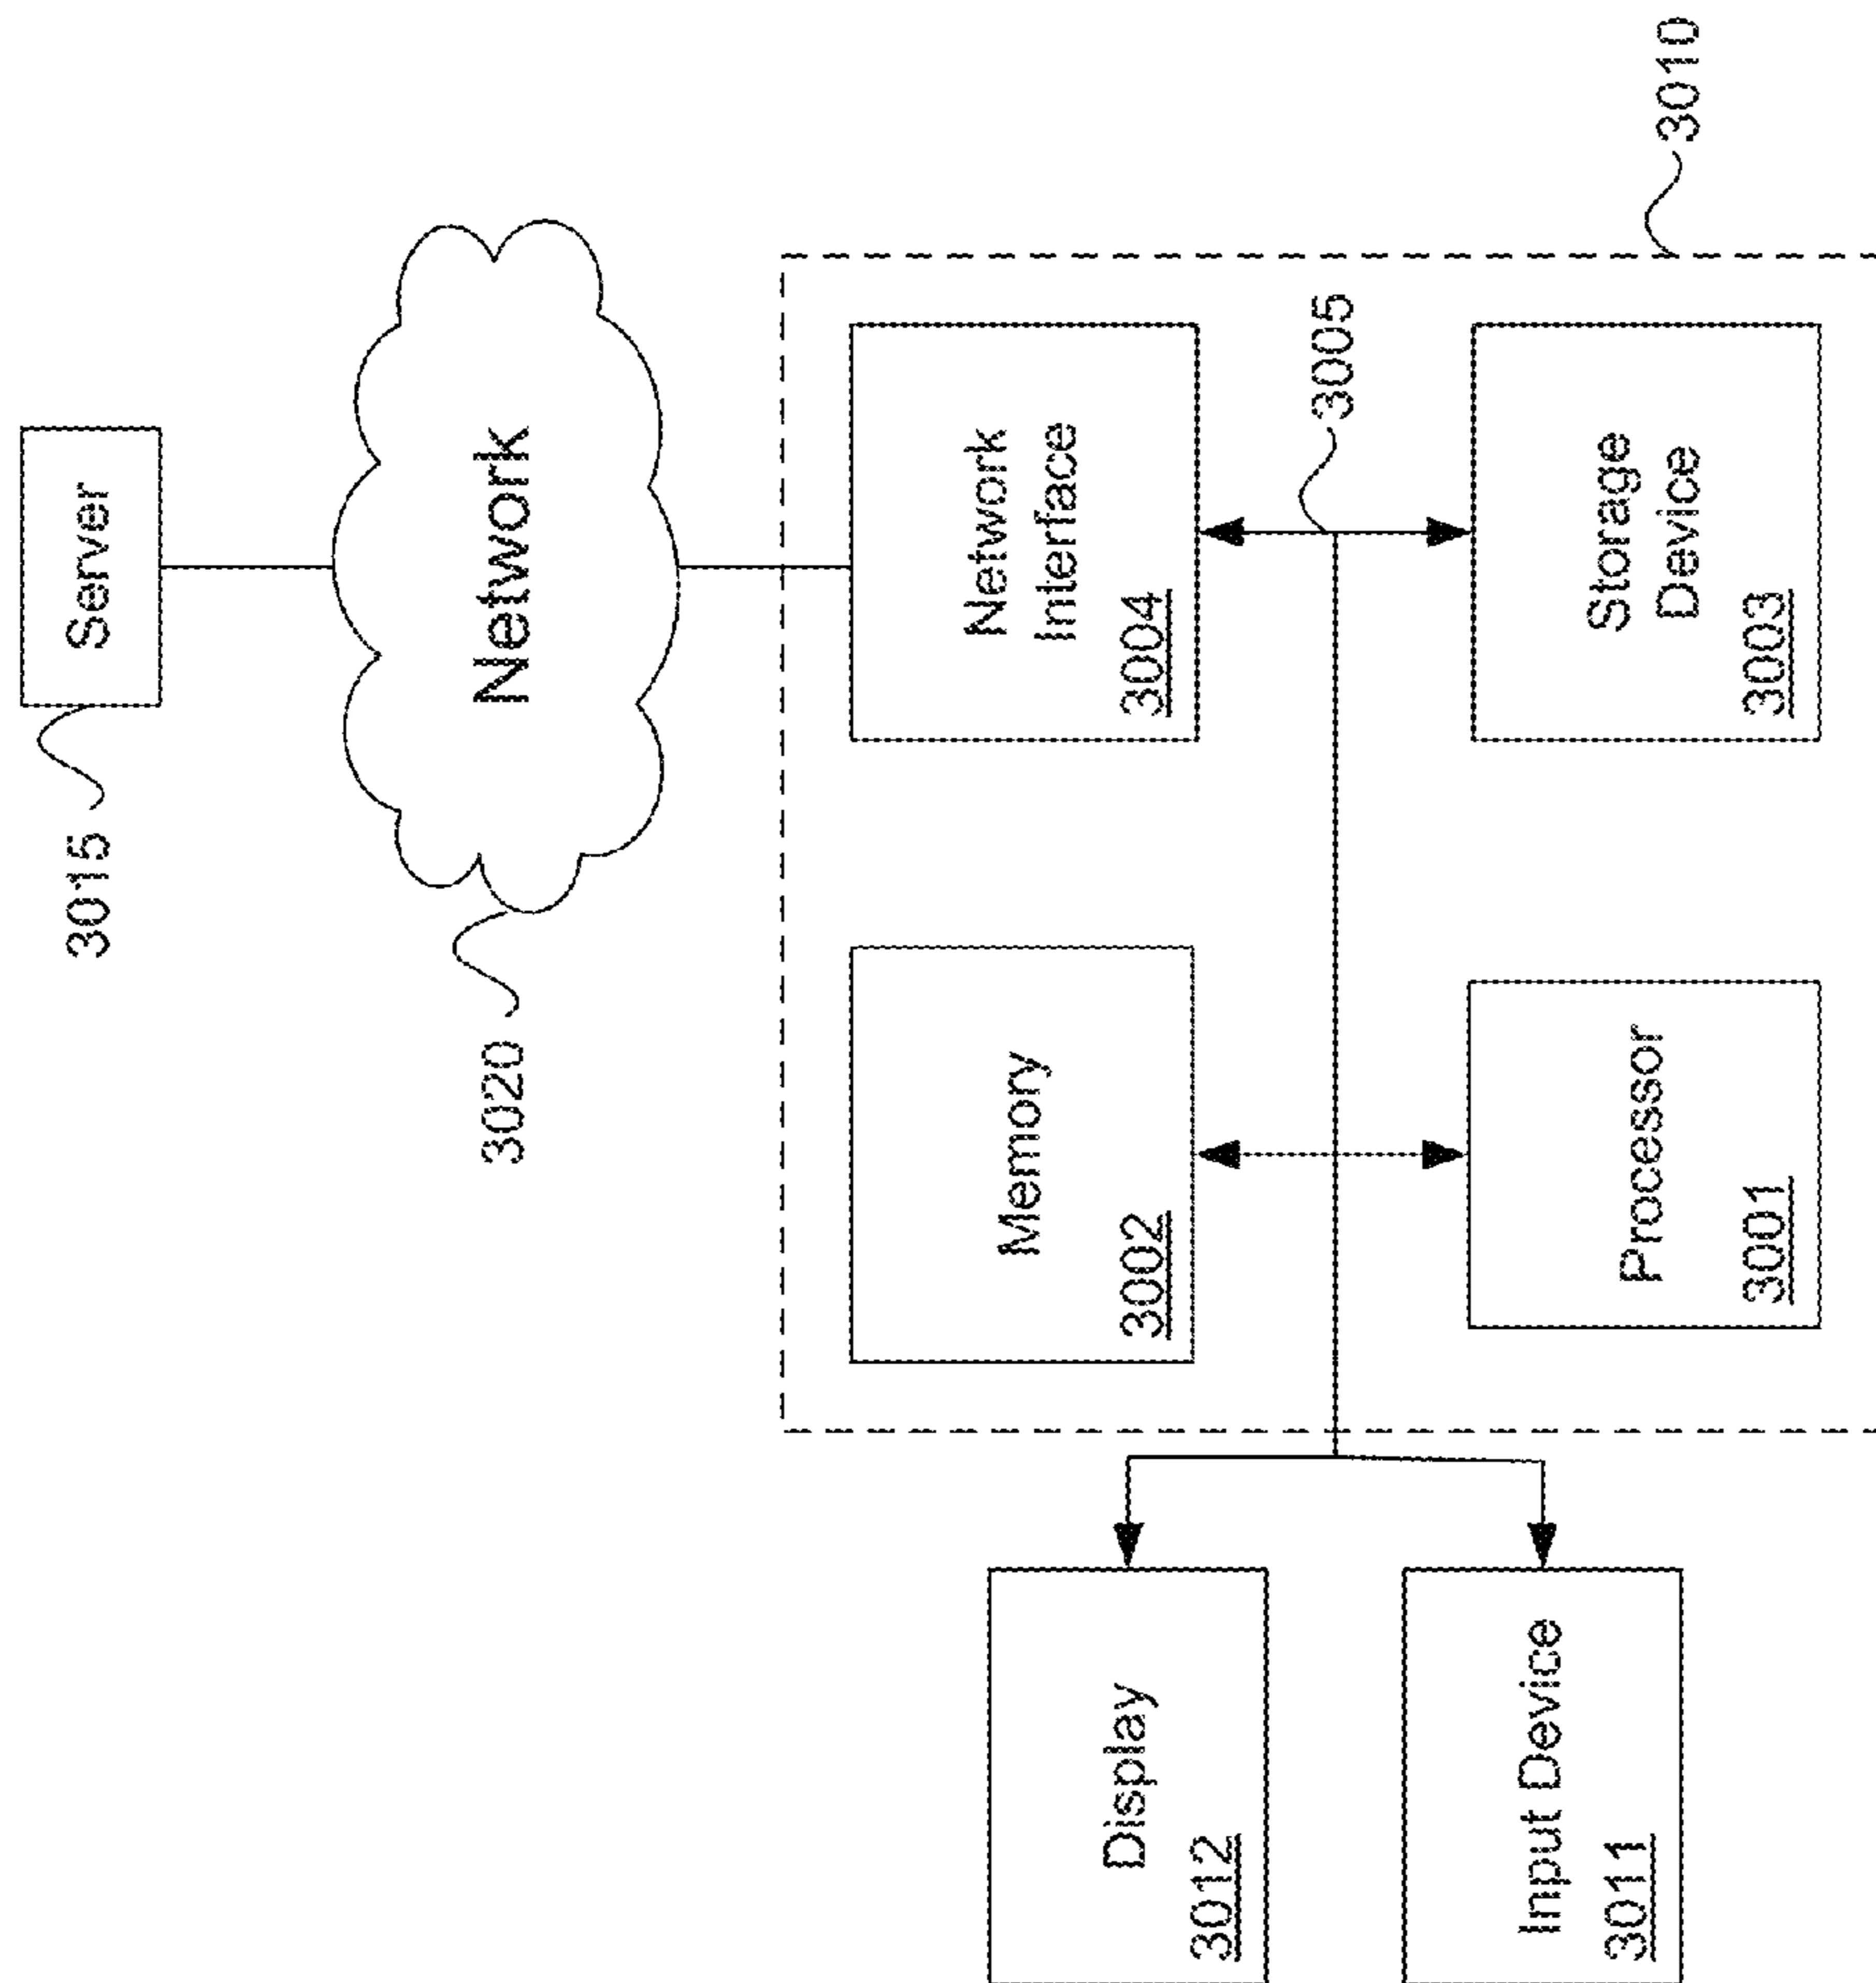 Server
3015
Network
3020
Network
Interface
3004
Memory
3002
3005
3010
Storage
Device
3003
Processor
3001
Display
3012
Input Device
3011